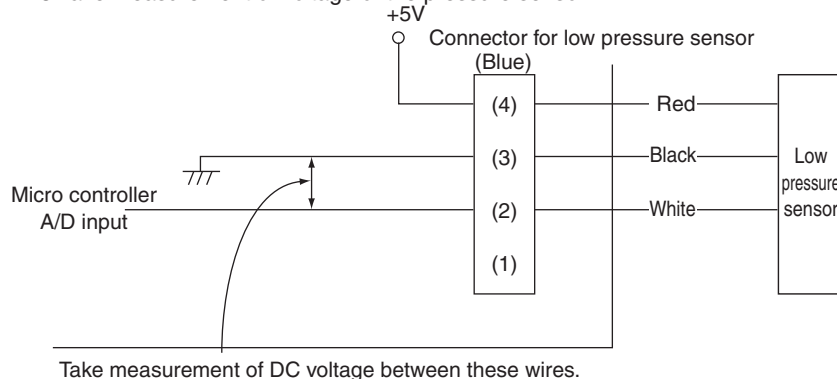 +5V
Connector for low pressure sensor
(Blue)
(4)
Red
(3)
Black
Low
pressure
sensor
Micro controller
A/D input
(2)
White
(1)
Take measurement of DC voltage between these wires.